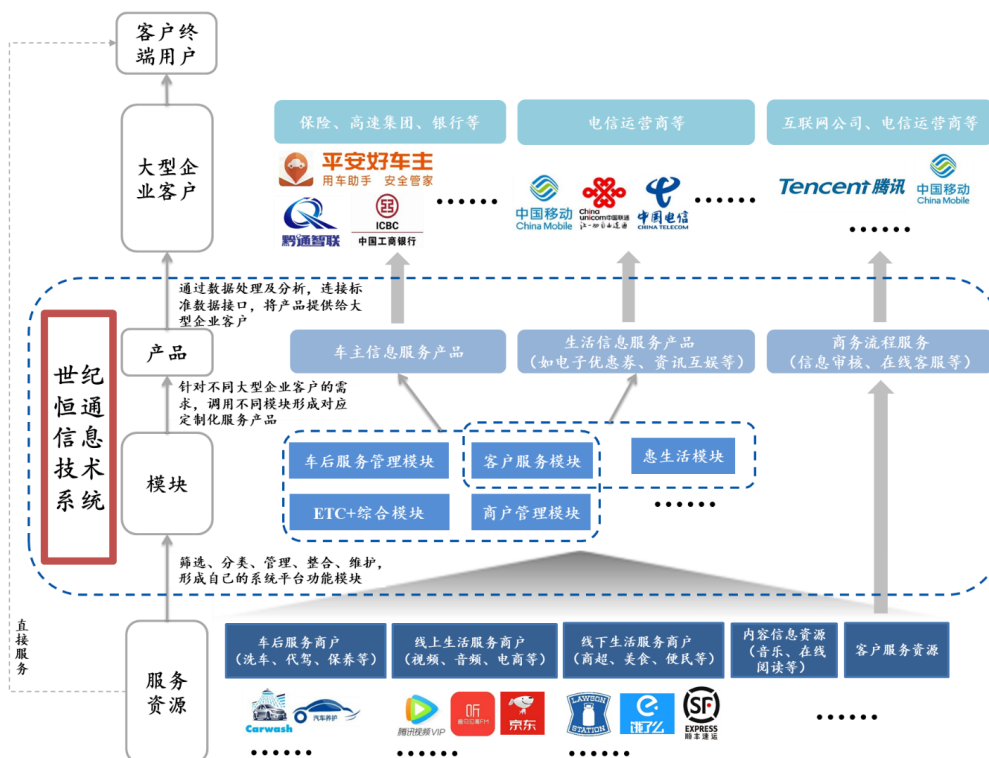 客户终
端用户
大型企
业客户
保险、高速集团、银行等
电信运营商等
互联网公司、电信运营商等
平安好车主
用车助手 安全管家
黔通智联
ICBC
中国工商银行
••••••
中国移动
China Mobile
China
unicom中国联通
中国电信
CHINA TELECOM
••••••
Tencent 腾讯
中国移动
China Mobile
••••••
通过数据处理及分析，连接标
准数据接口，将产品提供给大
型企业客户
世纪
恒通
信息
技术
系统
产品
车主信息服务产品
生活信息服务产品
（如电子优惠券、资讯互娱等）
商务流程服务
（信息审核、在线客服等）
针对不同大型企业客户的需
求，调用不同模块形成对应
定制化服务产品
模块
车后服务管理模块
客户服务模块
惠生活模块
ETC+综合模块
商户管理模块
••••••
筛选、分类、管理、整合、维护，
形成自己的系统平台功能模块
直接服务
服务
资源
车后服务商户
（洗车、代驾、保养等）
线上生活服务商户
（视频、音频、电商等）
线下生活服务商户
（商超、美食、便民等）
内容信息资源
（音乐、在线
阅读等）
客户服务资源
Carwash
汽车养护
••••••
腾讯视频VIP
听
京东
••••••
LAWSON
STATION
饿了么
SF
EXPRESS
顺丰速运
••••••
••••••